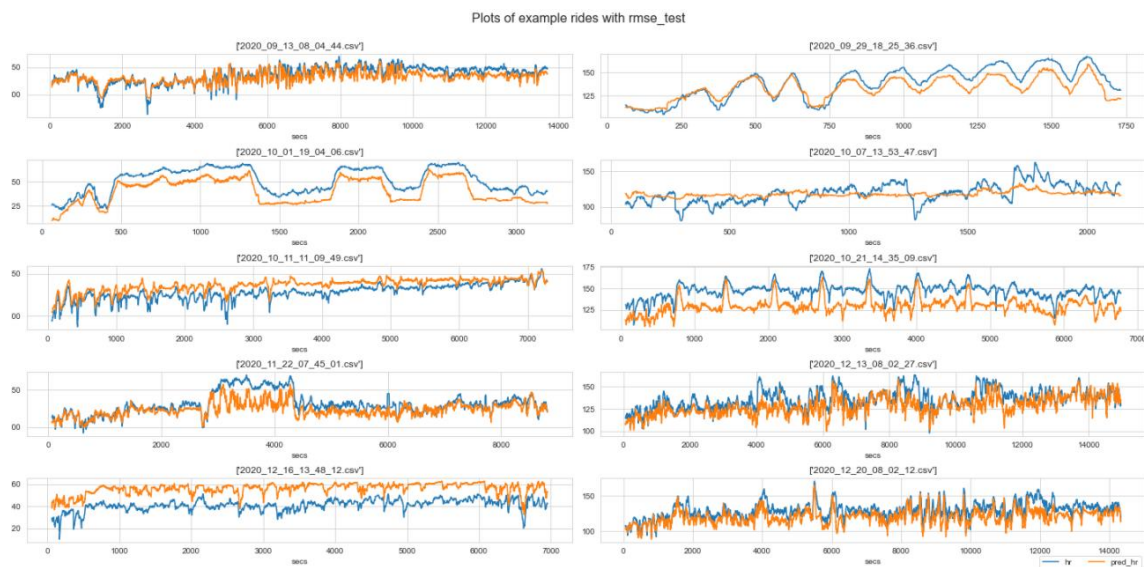 Plots of example rides with rmse_test
['2020_09_13_08_04_44.csv']
50
00
0 2000 4000 6000 8000 10000 12000 14000
secs
['2020_09_29_18_25_36.csv']
150
125
250 500 750 1000 1250 1500 1750
secs
['2020_10_01_19_04_06.csv']
50
25
0 500 1000 1500 2000 2500 3000
secs
['2020_10_07_13_53_47.csv']
150
100
0 500 1000 1500 2000
secs
['2020_10_11_11_09_49.csv']
50
00
0 1000 2000 3000 4000 5000 6000 7000
secs
['2020_10_21_14_35_09.csv']
175
150
125
0 1000 2000 3000 4000 5000 6000 7000
secs
['2020_11_22_07_45_01.csv']
50
00
0 2000 4000 6000 8000
secs
['2020_12_13_08_02_27.csv']
150
125
100
0 2000 4000 6000 8000 10000 12000 14000
secs
['2020_12_16_13_48_12.csv']
60
40
20
0 1000 2000 3000 4000 5000 6000 7000
secs
['2020_12_20_08_02_12.csv']
150
100
0 2000 4000 6000 8000 10000 12000 14000
secs
hr pred_hr